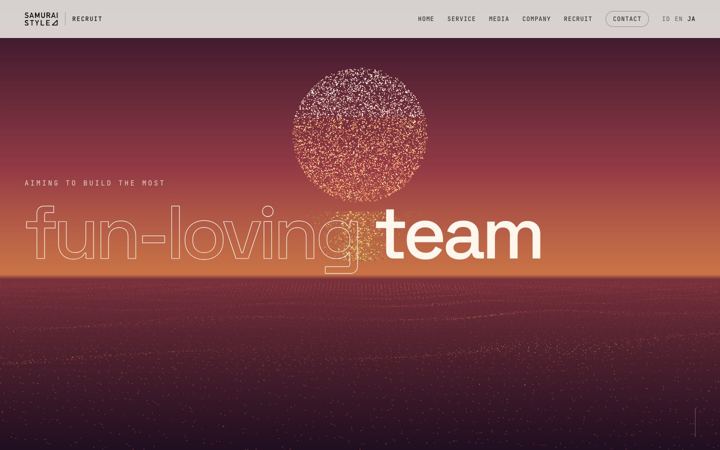 SAMURAI
STYLE
RECRUIT
HOME SERVICE MEDIA COMPANY RECRUIT CONTACT ID EN JA
AIMING TO BUILD THE MOST
fun-loving team